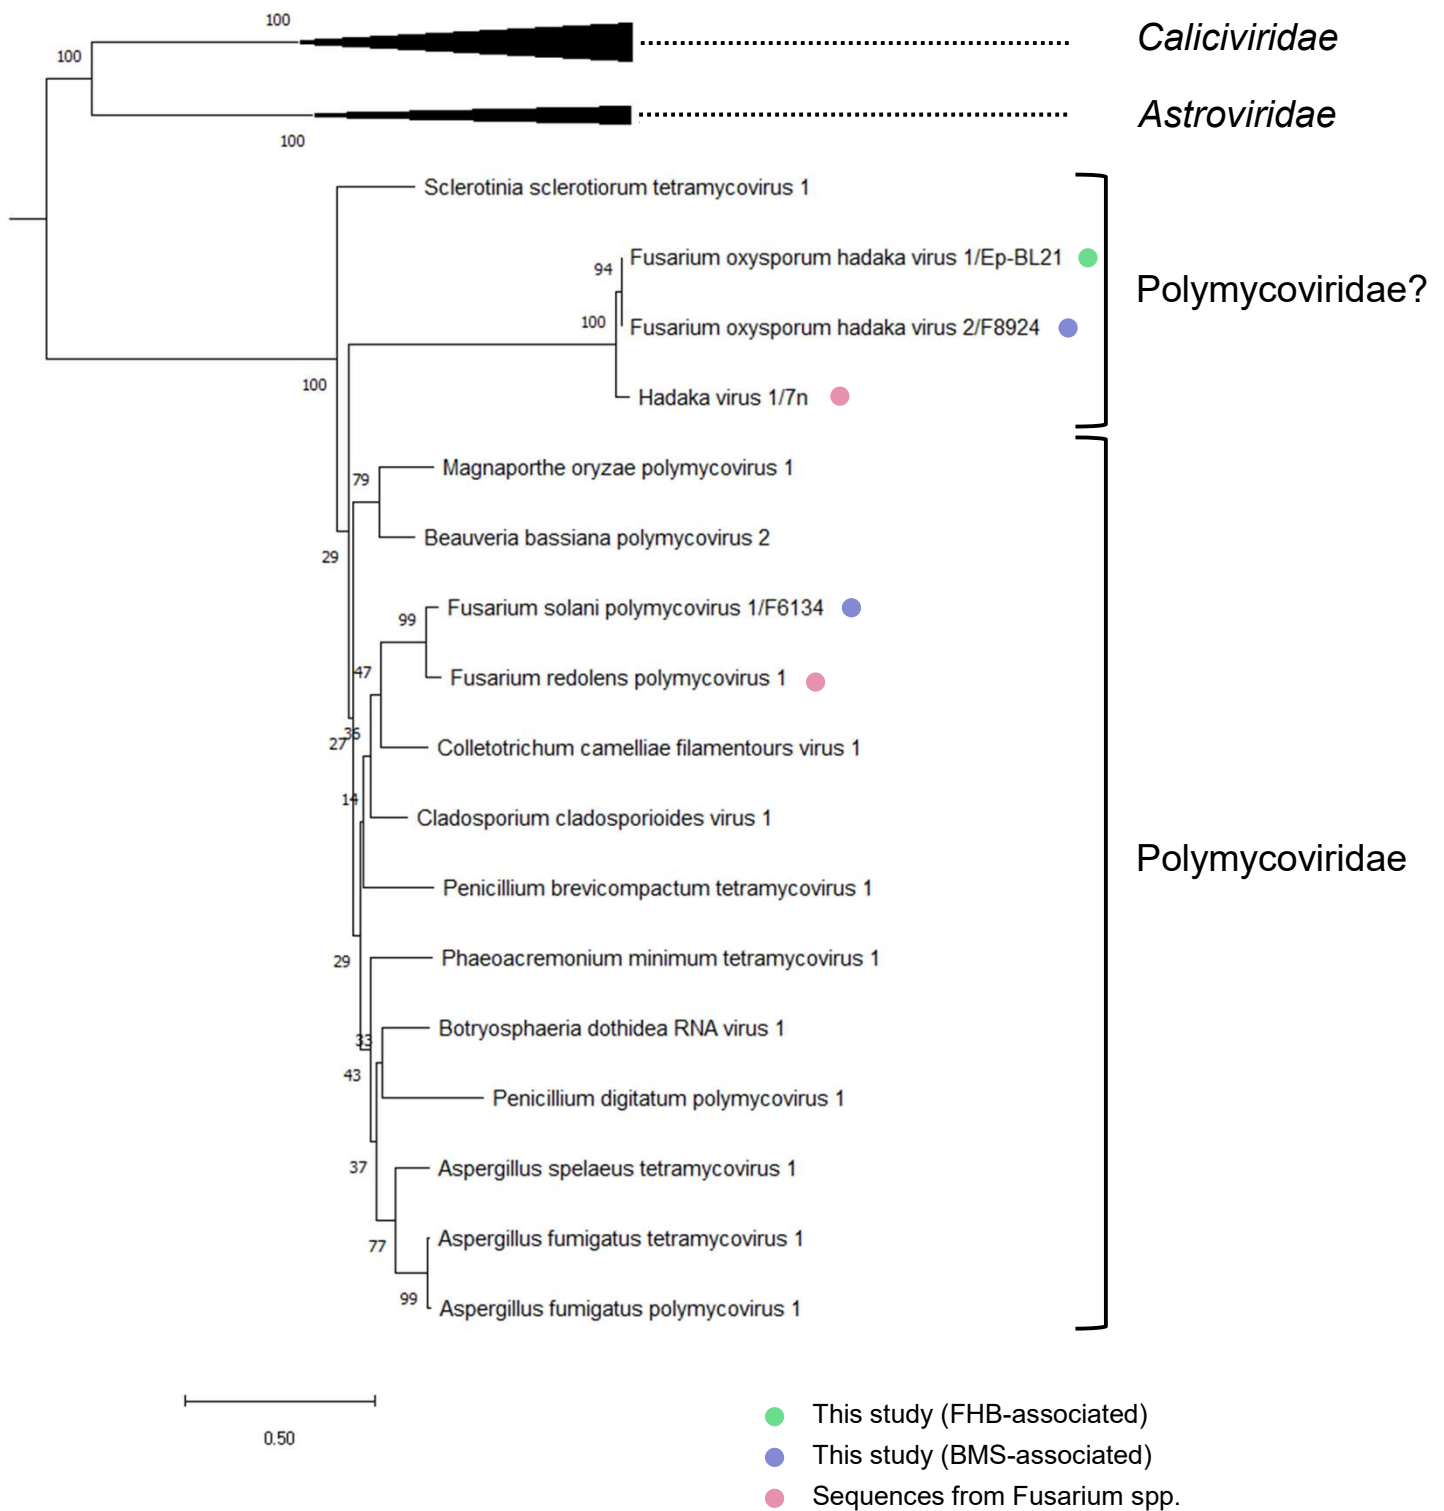 100
Caliciviridae
100
Astroviridae
100
Sclerotinia sclerotiorum tetramycovirus 1
Fusarium oxysporum hadaka virus 1/Ep-BL21
94
Polymycoviridae?
100
Fusarium oxysporum hadaka virus 2/F8924
100
Hadaka virus 1/7n
Magnaporthe oryzae polymycovirus 1
79
Beauveria bassiana polymycovirus 2
29
Fusarium solani polymycovirus 1/F6134
99
47
Fusarium redolens polymycovirus 1
36
27
Colletotrichum camelliae filamentours virus 1
14
Cladosporium cladosporioides virus 1
Polymycoviridae
Penicillium brevicompactum tetramycovirus 1
29
Phaeoacremonium minimum tetramycovirus 1
Botryosphaeria dothidea RNA virus 1
33
43
Penicillium digitatum polymycovirus 1
37
Aspergillus spelaeus tetramycovirus 1
77
Aspergillus fumigatus tetramycovirus 1
99
Aspergillus fumigatus polymycovirus 1
0.50
This study (FHB-associated)
This study (BMS-associated)
Sequences from Fusarium spp.